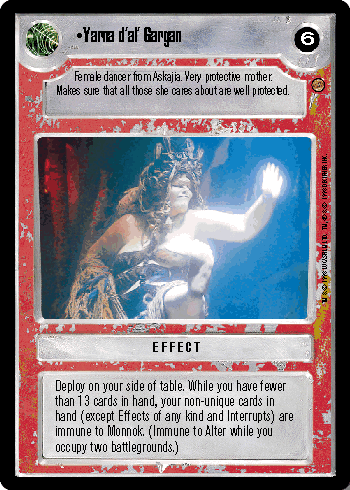 •Yarna d'al' Gargan
6
Female dancer from Askajia. Very protective mother.
Makes sure that all those she cares about are well protected.
EFFECT
Deploy on your side of table. While you have fewer
than 13 cards in hand, your non-unique cards in
hand (except Effects of any kind and Interrupts) are
immune to Monnok. (Immune to Alter while you
occupy two battlegrounds.)